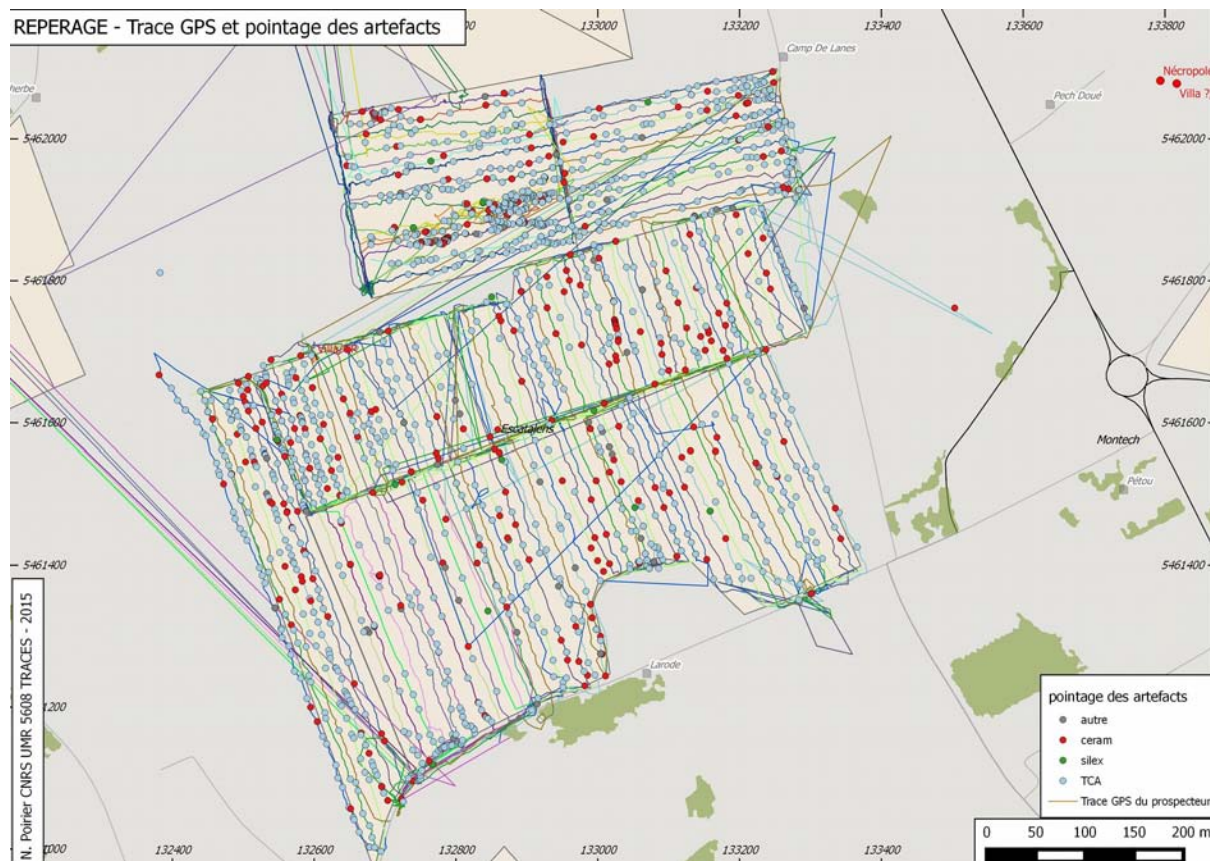 REPERAGE - Trace GPS et pointage des artefacts
133000
133200
133400
133600
133800
Camp De Lanes
Nécropole
Villa ?
Pech Doué
herbe
5462000
5462000
5461800
5461800
5461600
5461600
Escatalens
Montech
Pétou
5461400
5461400
Larode
1200
1000
132400
132600
132800
133000
133200
133400
N. Poirier CNRS UMR 5608 TRACES - 2015
pointage des artefacts
autre
ceram
silex
TCA
Trace GPS du prospecteur
0 50 100 150 200 m